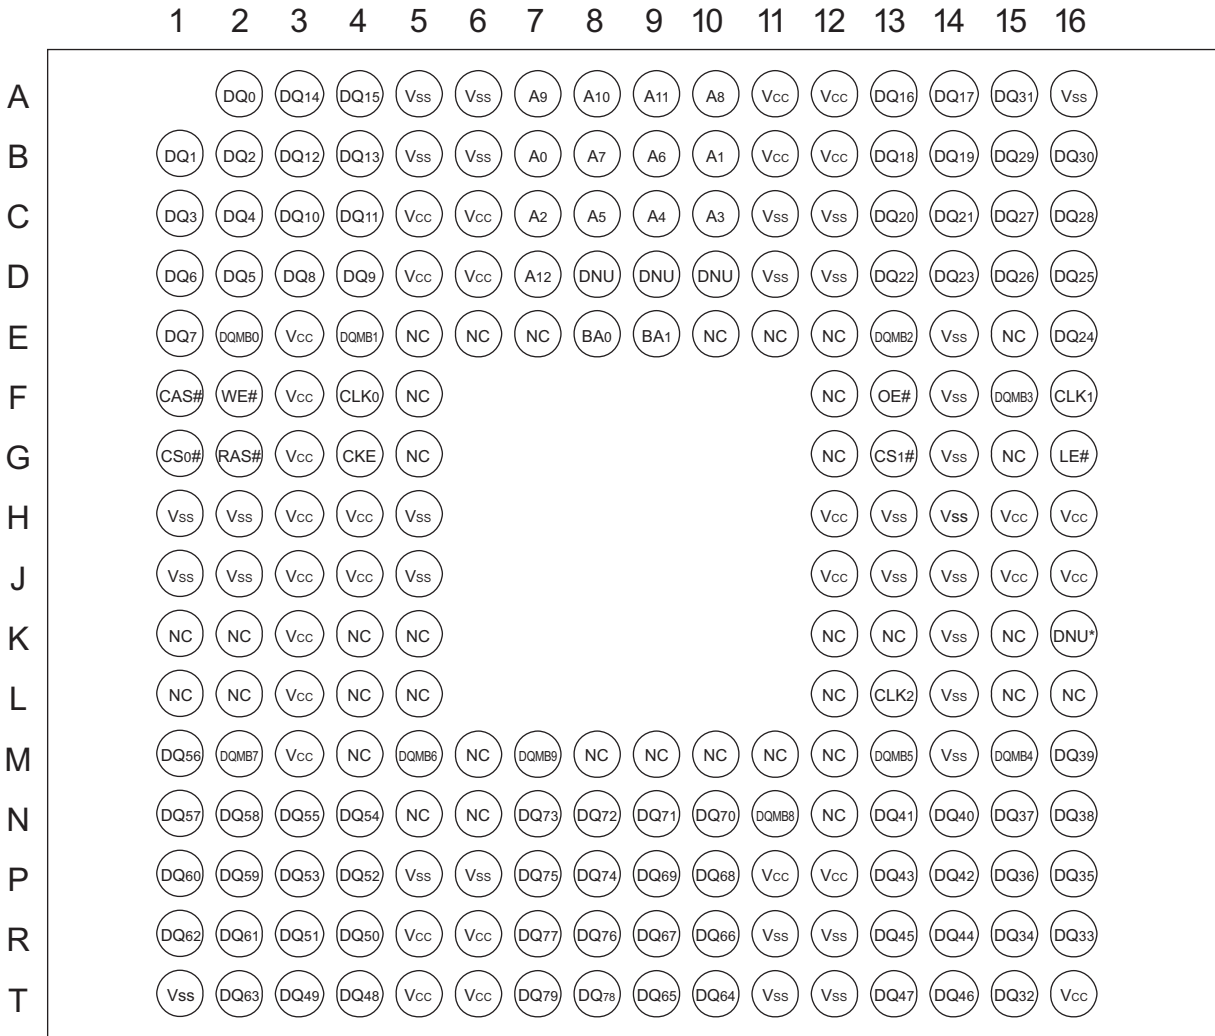 1 2 3 4 5 6 7 8 9 10 11 12 13 14 15 16
A DQ0 DQ14 DQ15 Vss Vss A9 A10 A11 A8 Vcc Vcc DQ16 DQ17 DQ31 Vss
B DQ1 DQ2 DQ12 DQ13 Vss Vss A0 A7 A6 A1 Vcc Vcc DQ18 DQ19 DQ29 DQ30
C DQ3 DQ4 DQ10 DQ11 Vcc Vcc A2 A5 A4 A3 Vss Vss DQ20 DQ21 DQ27 DQ28
D DQ6 DQ5 DQ8 DQ9 Vcc Vcc A12 DNU DNU DNU Vss Vss DQ22 DQ23 DQ26 DQ25
E DQ7 DQMB0 Vcc DQMB1 NC NC NC BA0 BA1 NC NC NC DQMB2 Vss NC DQ24
F CAS# WE# Vcc CLK0 NC NC OE# Vss DQMB3 CLK1
G CS0# RAS# Vcc CKE NC NC CS1# Vss NC LE#
H Vss Vss Vcc Vcc Vss Vcc Vss Vss Vcc Vcc
J Vss Vss Vcc Vcc Vss Vcc Vss Vss Vcc Vcc
K NC NC Vcc NC NC NC NC Vss NC DNU*
L NC NC Vcc NC NC NC CLK2 Vss NC NC
M DQ56 DQMB7 Vcc NC DQMB6 NC DQMB9 NC NC NC NC NC DQMB5 Vss DQMB4 DQ39
N DQ57 DQ58 DQ55 DQ54 NC NC DQ73 DQ72 DQ71 DQ70 DQMB8 NC DQ41 DQ40 DQ37 DQ38
P DQ60 DQ59 DQ53 DQ52 Vss Vss DQ75 DQ74 DQ69 DQ68 Vcc Vcc DQ43 DQ42 DQ36 DQ35
R DQ62 DQ61 DQ51 DQ50 Vcc Vcc DQ77 DQ76 DQ67 DQ66 Vss Vss DQ45 DQ44 DQ34 DQ33
T Vss DQ63 DQ49 DQ48 Vcc Vcc DQ79 DQ78 DQ65 DQ64 Vss Vss DQ47 DQ46 DQ32 Vcc